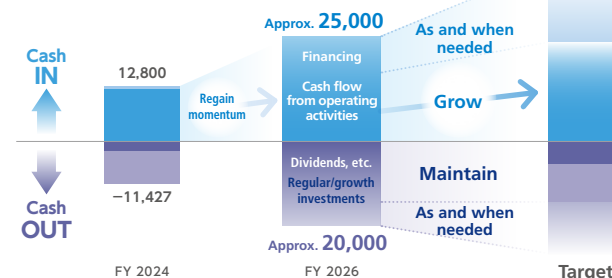 Approx. 25,000
As and when
needed
Cash
IN
12,800
Financing
Regain
momentum
Cash flow
from operating
activities
Grow
Dividends, etc.
Regular/growth
investments
Maintain
Cash
OUT
−11,427
As and when
needed
Approx. 20,000
FY 2024
FY 2026
Target